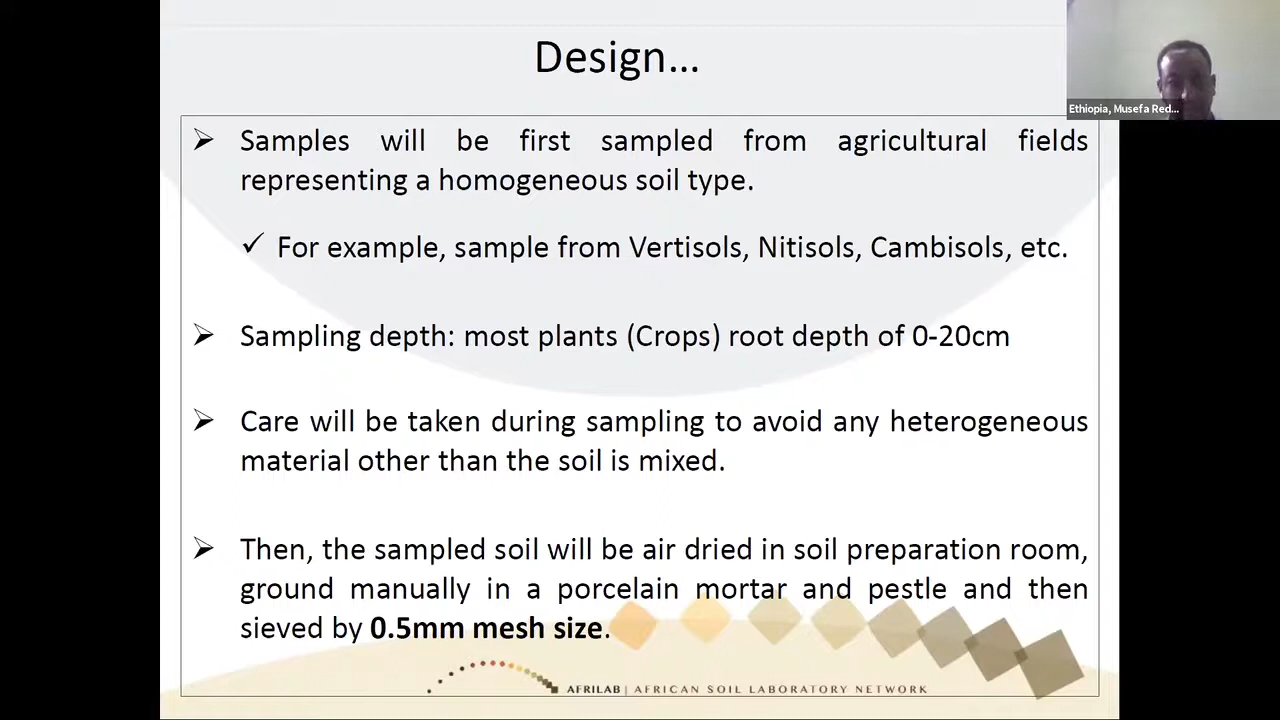 Design...
Ethiopia, Musefa Red...
➢ Samples will be first sampled from agricultural fields
representing a homogeneous soil type.
✓ For example, sample from Vertisols, Nitisols, Cambisols, etc.
➢ Sampling depth: most plants (Crops) root depth of 0-20cm
➢ Care will be taken during sampling to avoid any heterogeneous
material other than the soil is mixed.
➢ Then, the sampled soil will be air dried in soil preparation room,
ground manually in a porcelain mortar and pestle and then
sieved by 0.5mm mesh size.
AFRILAB | AFRICAN SOIL LABORATORY NETWORK